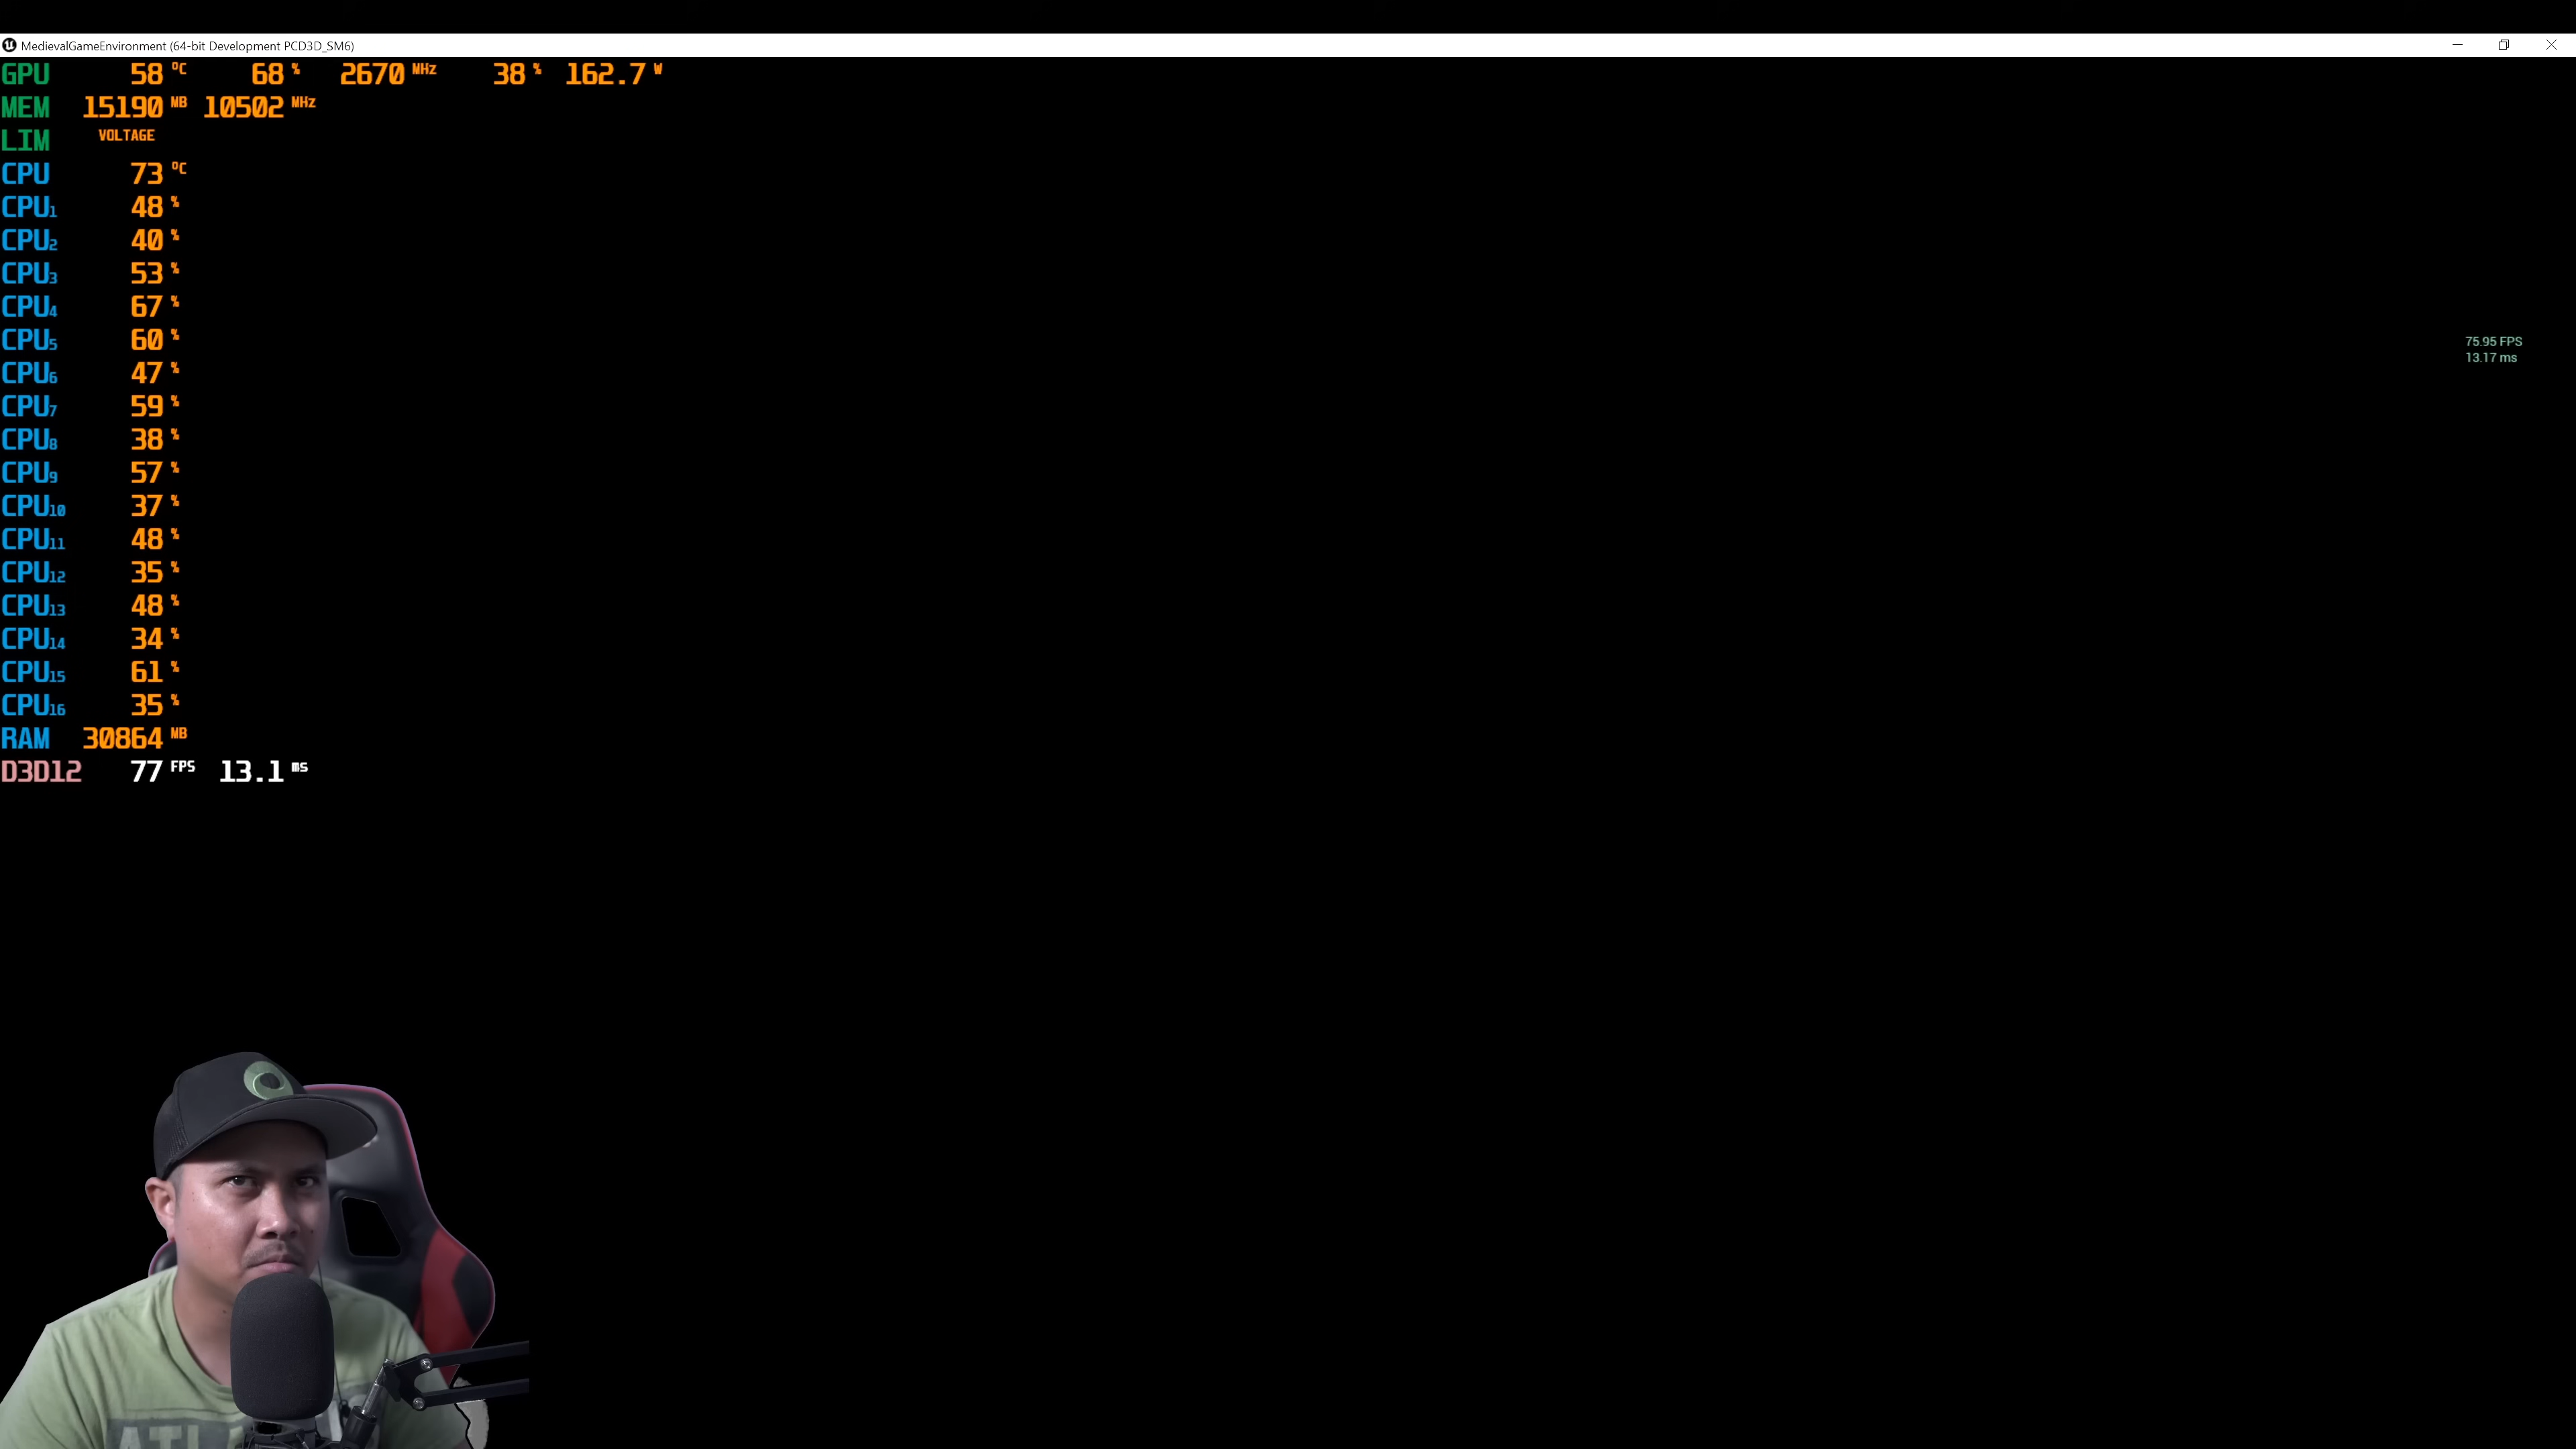 MedievalGameEnvironment (64-bit Development PCD3D_SM6)
GPU 58 °C 68 % 2670 MHz 38 % 162.7 W
MEM 15190 MB 10502 MHz
LIM VOLTAGE
CPU 73 °C
CPU1 48 %
CPU2 40 %
CPU3 53 %
CPU4 67 %
CPU5 60 %
75.95 FPS
13.17 ms
CPU6 47 %
CPU7 59 %
CPU8 38 %
CPU9 57 %
CPU10 37 %
CPU11 48 %
CPU12 35 %
CPU13 48 %
CPU14 34 %
CPU15 61 %
CPU16 35 %
RAM 30864 MB
D3D12 77 FPS 13.1 ms